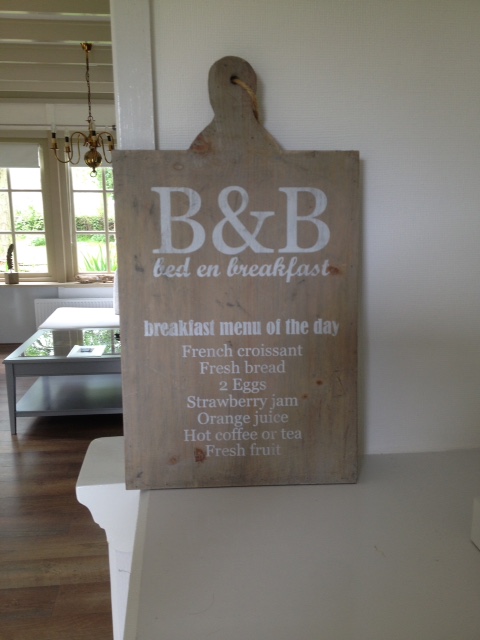 B&B
bed en breakfast
breakfast menu of the day
French croissant
Fresh bread
2 Eggs
Strawberry jam
Orange juice
Hot coffee or tea
Fresh fruit